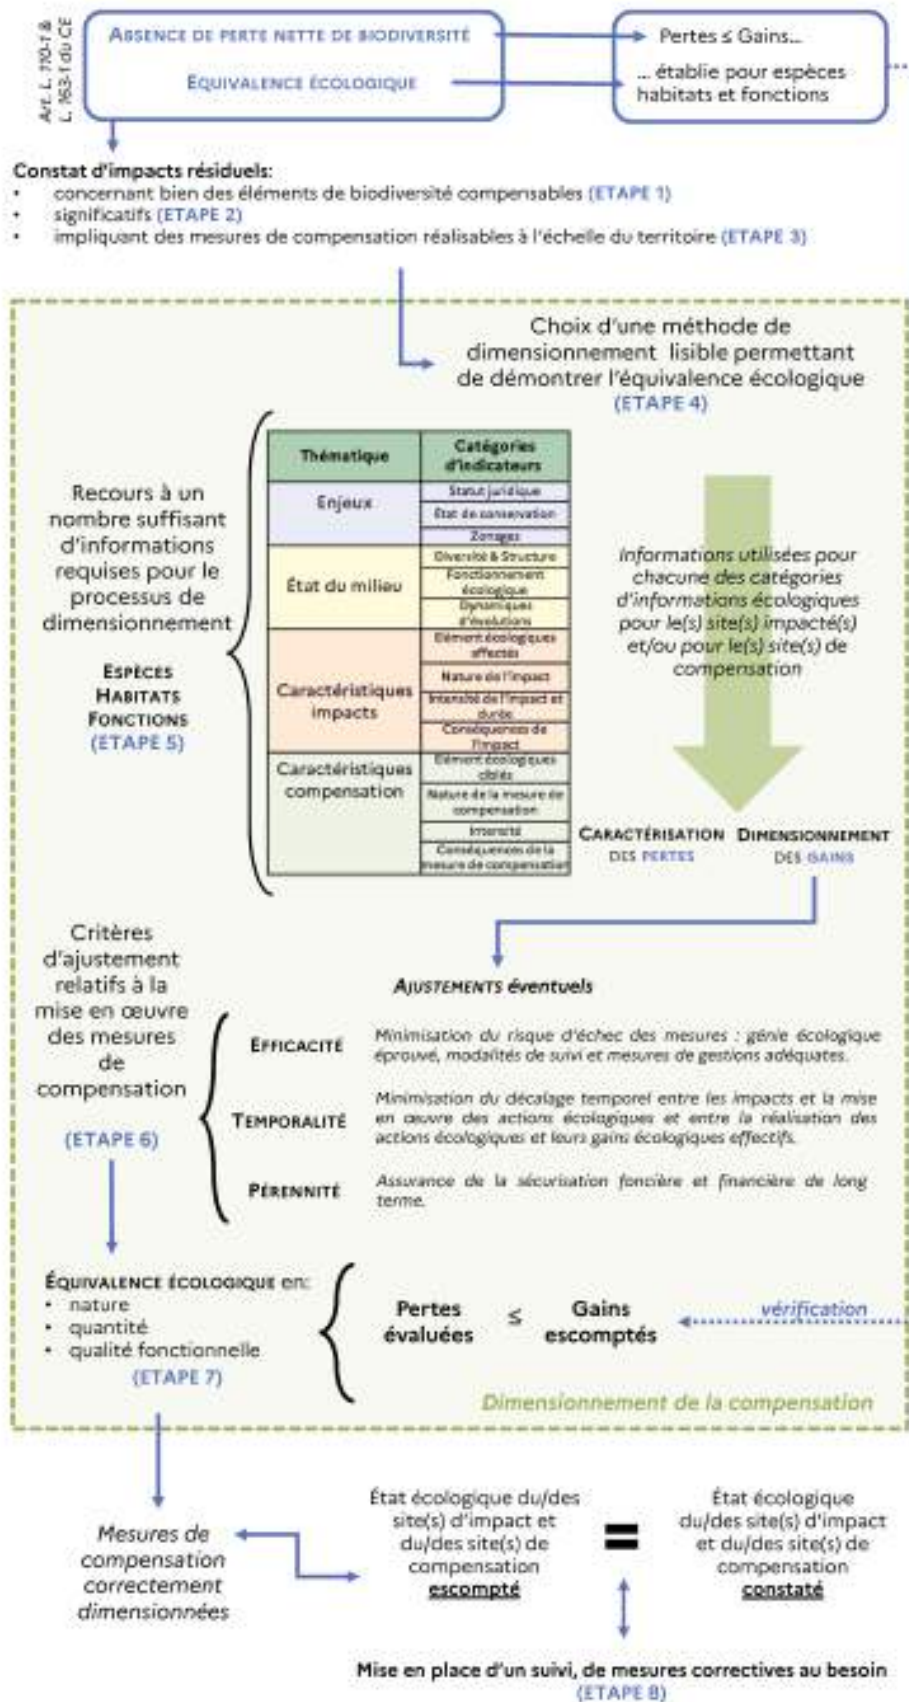 Art. L. 110-1 &
L. 163-1 du CE
ABSENCE DE PERTE NETTE DE BIODIVERSITÉ
EQUIVALENCE ÉCOLOGIQUE
Pertes ≤ Gains...
... établie pour espèces
habitats et fonctions
Constat d'impacts résiduels:
• concernant bien des éléments de biodiversité compensables (ETAPE 1)
• significatifs (ETAPE 2)
• impliquant des mesures de compensation réalisables à l'échelle du territoire (ETAPE 3)
Choix d'une méthode de
dimensionnement lisible permettant
de démontrer l'équivalence écologique
(ETAPE 4)
Recours à un
nombre suffisant
d'informations
requises pour le
processus de
dimensionnement
ESPÈCES
HABITATS
FONCTIONS
(ETAPE 5)
Thématique
Catégories
d'indicateurs
Enjeux
Statut juridique
État de conservation
Zonages
État du milieu
Diversité & Structure
Fonctionnement
écologique
Dynamiques
d'évolutions
Caractéristiques
impacts
Elément écologiques
affectés
Nature de l'impact
Intensité de l'impact et
durée
Conséquences de
l'impact
Caractéristiques
compensation
Elément écologiques
ciblés
Nature de la mesure de
compensation
Intensité
Conséquences de la
mesure de compensation
Informations utilisées pour
chacune des catégories
d'informations écologiques
pour le(s) site(s) impacté(s)
et/ou pour le(s) site(s) de
compensation
CARACTÉRISATION
DES PERTES
DIMENSIONNEMENT
DES GAINS
Critères
d'ajustement
relatifs à la
mise en œuvre
des mesures
de
compensation
(ETAPE 6)
AJUSTEMENTS éventuels
EFFICACITÉ
Minimisation du risque d'échec des mesures : génie écologique
éprouvé, modalités de suivi et mesures de gestions adéquates.
TEMPORALITÉ
Minimisation du décalage temporel entre les impacts et la mise
en œuvre des actions écologiques et entre la réalisation des
actions écologiques et leurs gains écologiques effectifs.
PÉRENNITÉ
Assurance de la sécurisation foncière et financière de long
terme.
ÉQUIVALENCE ÉCOLOGIQUE en:
• nature
• quantité
• qualité fonctionnelle
(ETAPE 7)
Pertes
évaluées
≤
Gains
escomptés
vérification
Dimensionnement de la compensation
Mesures de
compensation
correctement
dimensionnées
État écologique du/des
site(s) d'impact et
du/des site(s) de
compensation
escompté
=
État écologique
du/des site(s) d'impact
et du/des site(s) de
compensation
constaté
Mise en place d'un suivi, de mesures correctives au besoin
(ETAPE 8)